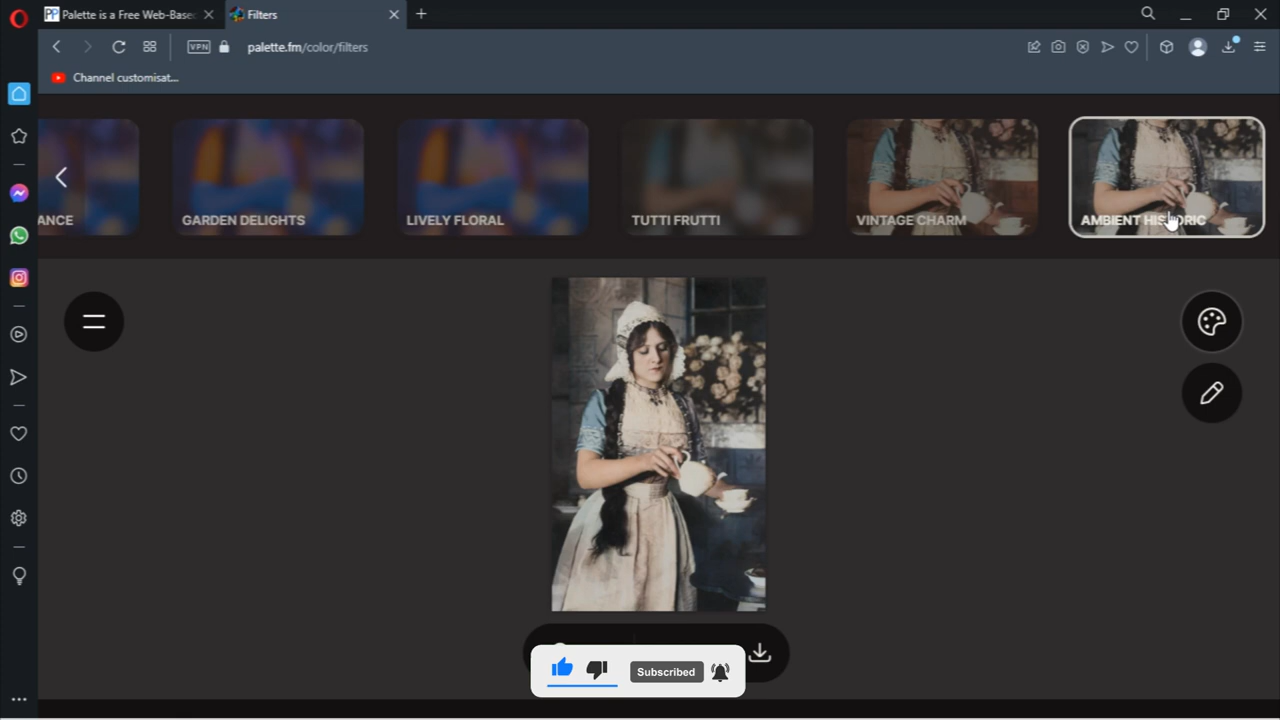 Palette is a Free Web-Base
Filters
VPN
palette.fm/color/filters
Channel customisat...
ANCE
GARDEN DELIGHTS
LIVELY FLORAL
TUTTI FRUTTI
VINTAGE CHARM
AMBIENT HISTORIC
Subscribed